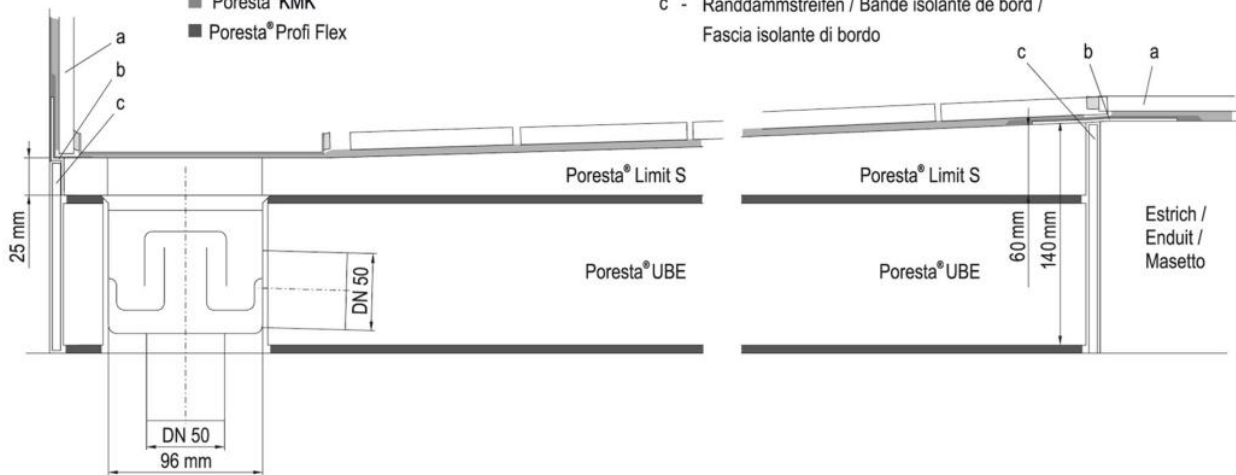 Poresta® KMK
Poresta® Profi Flex
c - Randdämmstreifen / Bande isolante de bord /
Fascia isolante di bordo
a
b
c
c
b
a
Poresta® Limit S
Poresta® Limit S
25 mm
Poresta® UBE
Poresta® UBE
DN 50
60 mm
140 mm
Estrich /
Enduit /
Masetto
DN 50
96 mm